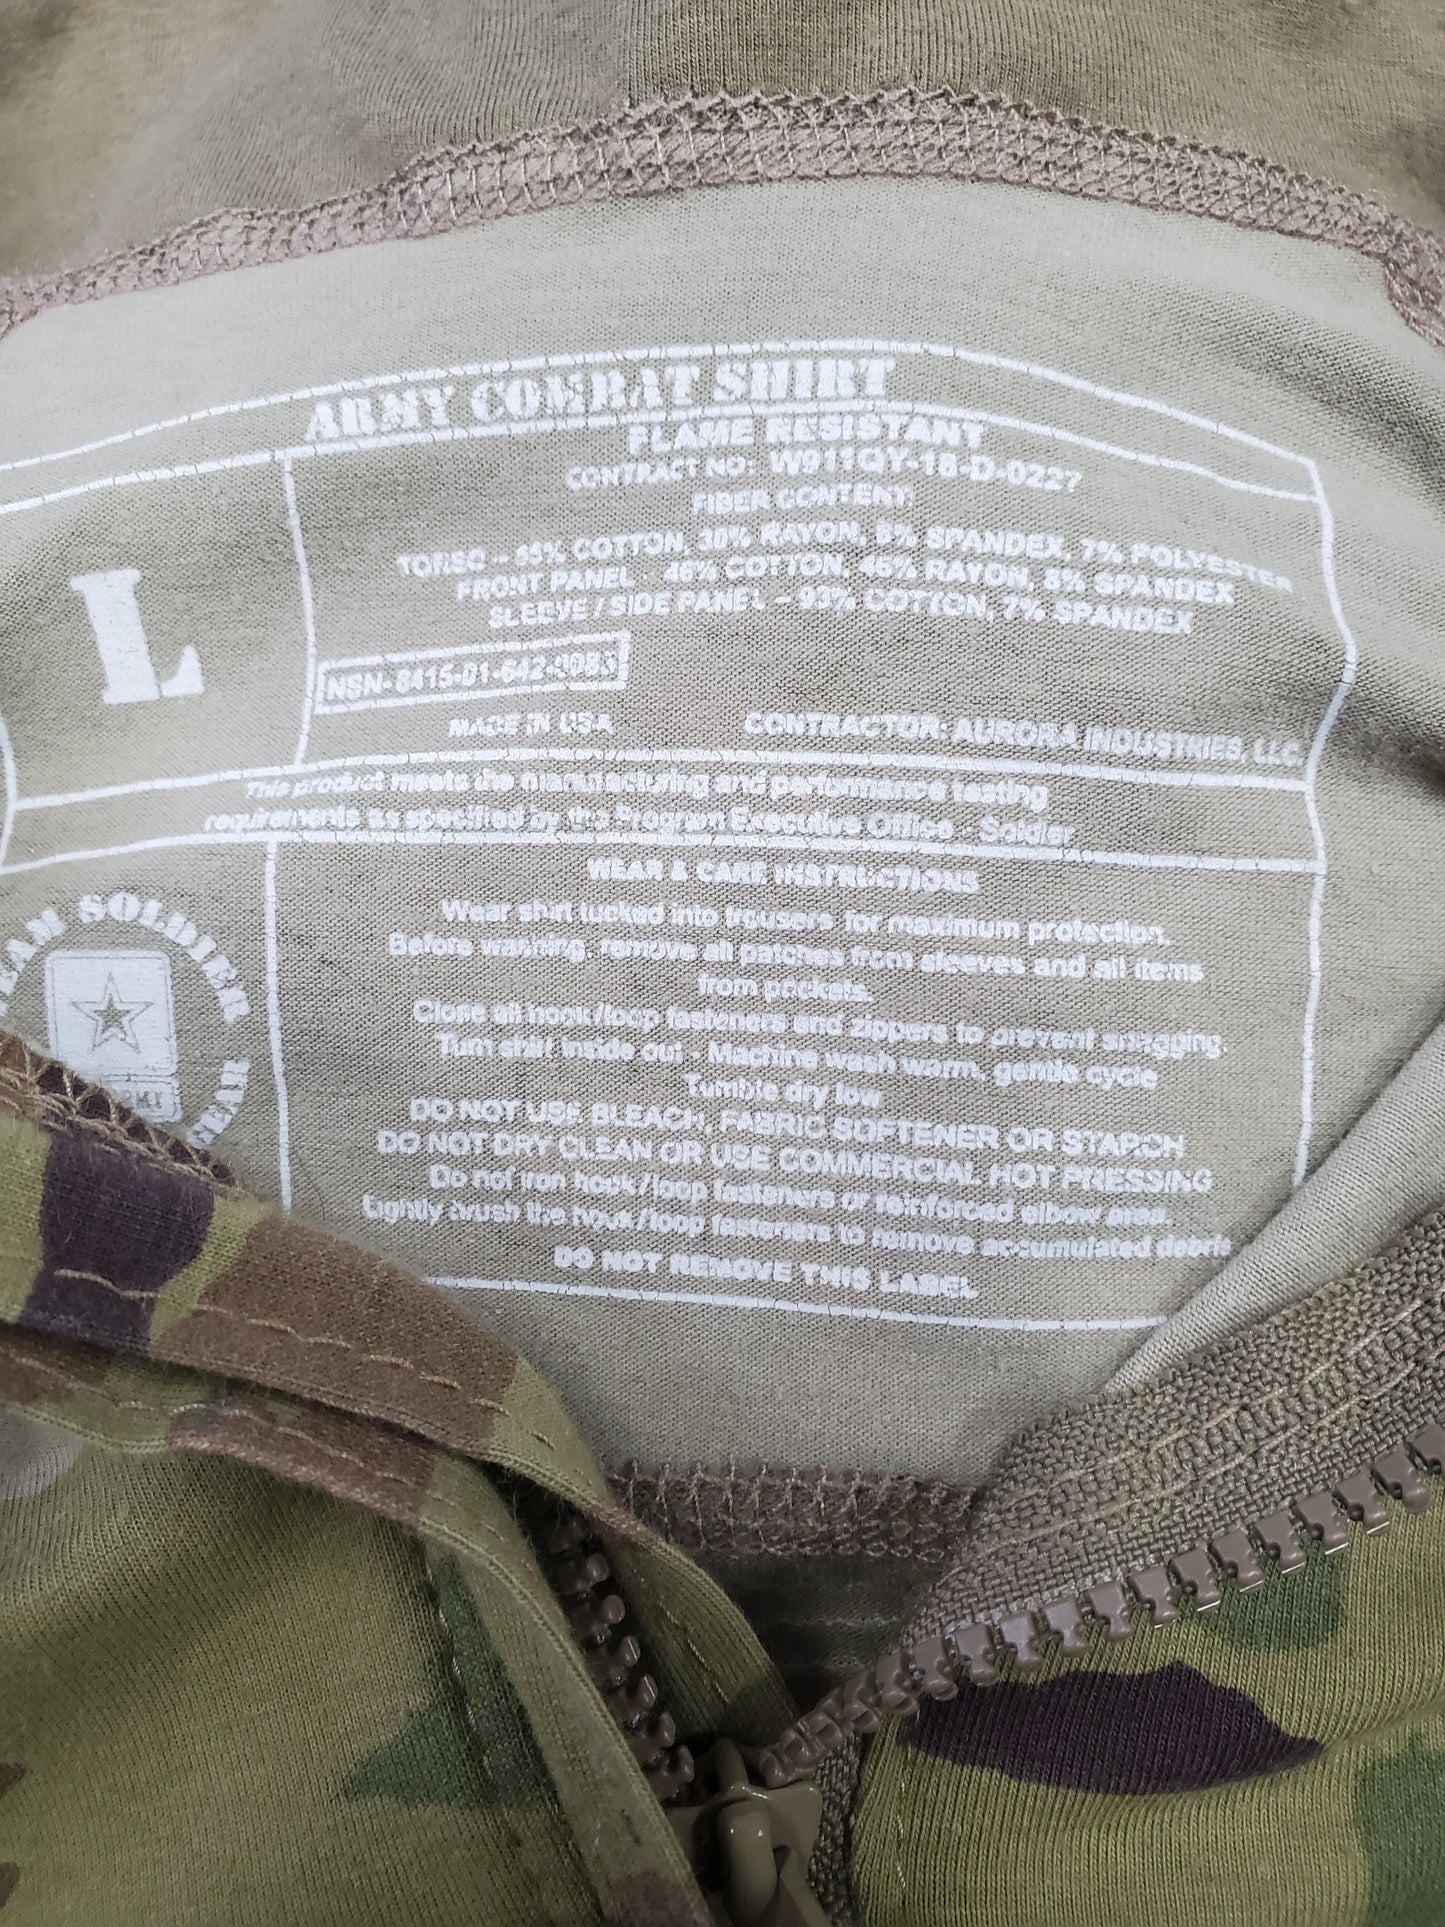 ARMY COMBAT SHIRT
FLAME RESISTANT
CONTRACT NO: W911QY-18-D-0227
FIBER CONTENT:
TORSO - 55% COTTON, 30% RAYON, 8% SPANDEX, 7% POLYESTER
FRONT PANEL - 46% COTTON, 46% RAYON, 8% SPANDEX
SLEEVE / SIDE PANEL - 93% COTTON, 7% SPANDEX
L
NSN- 8415-01-642-
MADE IN USA
CONTRACTOR: AURORA INDUSTRIES, LLC
This product meets the manufacturing and performance testing
requirements as specified by the Program Executive Office - Soldier
TEAM SOLDIER
GEAR
WEAR & CARE INSTRUCTIONS
Wear shirt tucked into trousers for maximum protection.
Before washing, remove all patches from sleeves and all items
from pockets.
Close all hook/loop fasteners and zippers to prevent snagging.
Turn shirt inside out - Machine wash warm, gentle cycle
Tumble dry low
DO NOT USE BLEACH, FABRIC SOFTENER OR STARCH
DO NOT DRY CLEAN OR USE COMMERCIAL HOT PRESSING
Do not iron hook/loop fasteners or reinforced elbow area.
Lightly brush the hook/loop fasteners to remove accumulated debris
DO NOT REMOVE THIS LABEL